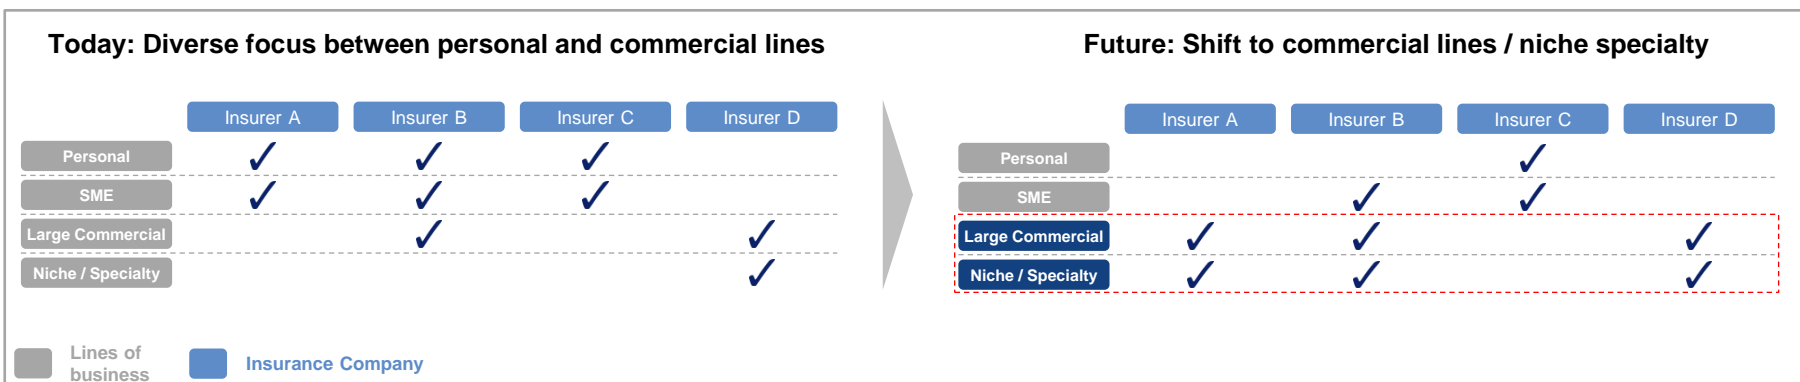 Today: Diverse focus between personal and commercial lines
Insurer A Insurer B Insurer C Insurer D
Personal
SME
Large Commercial
Niche / Specialty
Future: Shift to commercial lines / niche specialty
Insurer A Insurer B Insurer C Insurer D
Personal
SME
Large Commercial
Niche / Specialty
Lines of
business
Insurance Company